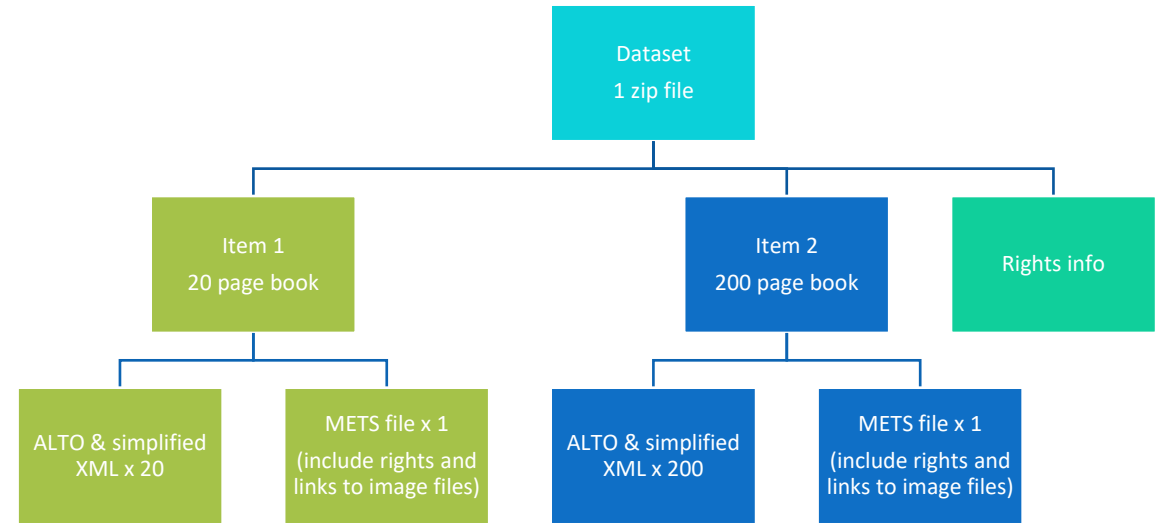 Dataset
1 zip file
Item 1
20 page book
Item 2
200 page book
Rights info
ALTO & simplified
XML x 20
METS file x 1
(include rights and
links to image files)
ALTO & simplified
XML x 200
METS file x 1
(include rights and
links to image files)